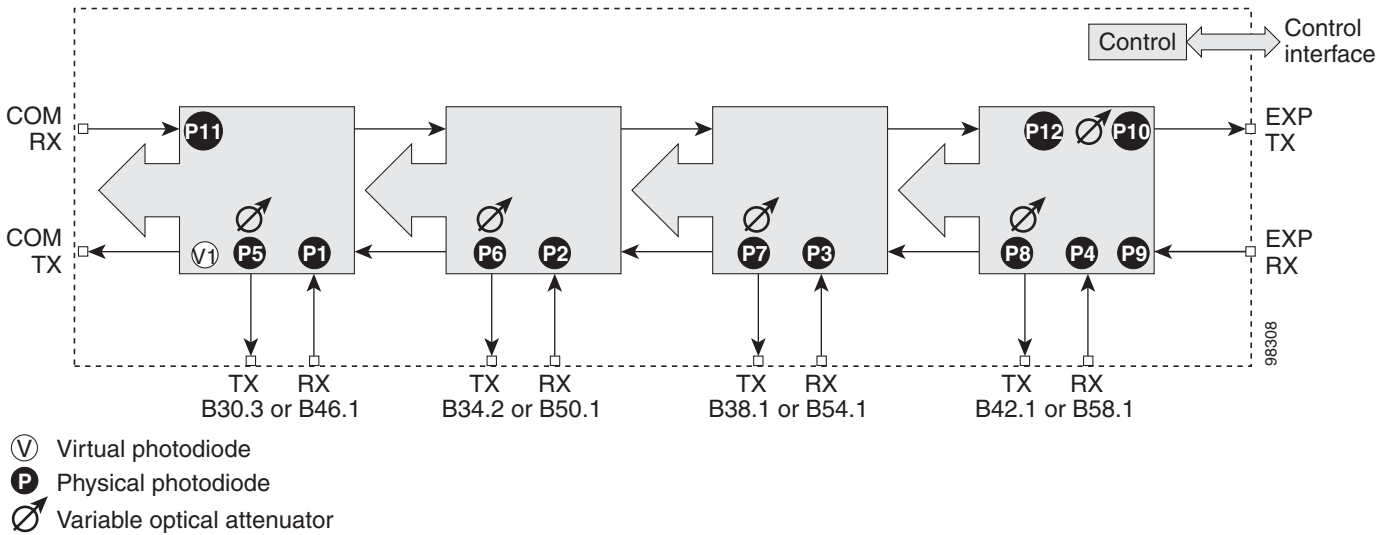 Control
Control
interface
COM
RX
P11
P12
P10
EXP
TX
COM
TX
V1
P5
P1
P6
P2
P7
P3
P8
P4
P9
EXP
RX
98308
TX RX
B30.3 or B46.1
TX RX
B34.2 or B50.1
TX RX
B38.1 or B54.1
TX RX
B42.1 or B58.1
V Virtual photodiode
P Physical photodiode
Variable optical attenuator